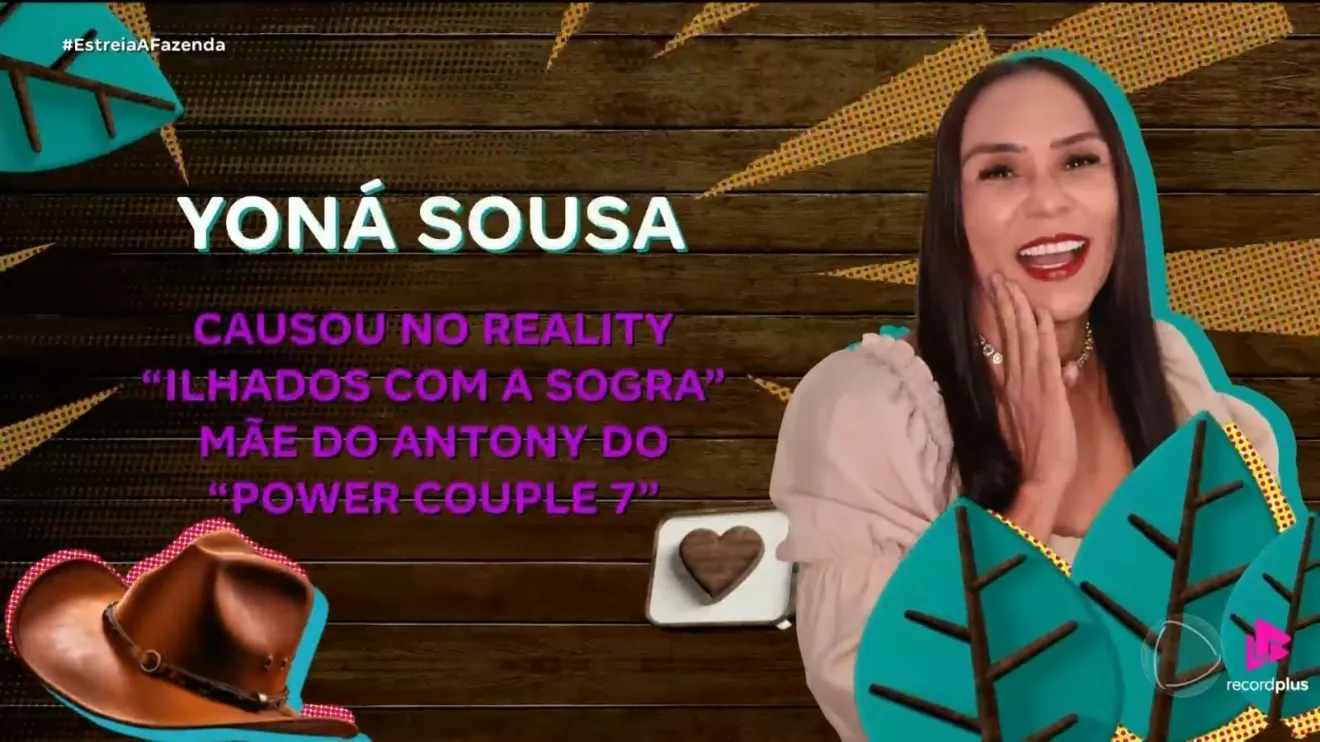 #EstreiaAFazenda
YONÁ SOUSA
CAUSOU NO REALITY
“ILHADOS COM A SOGRA”
MÃE DO ANTONY DO
“POWER COUPLE 7”
recordplus